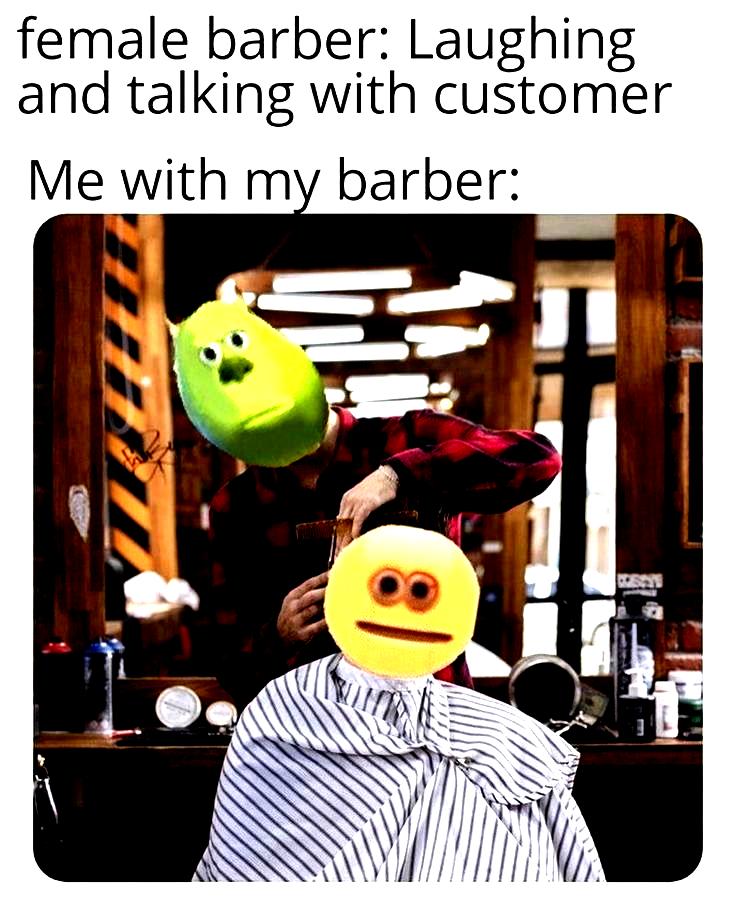 female barber: Laughing
and talking with customer
Me with my barber: